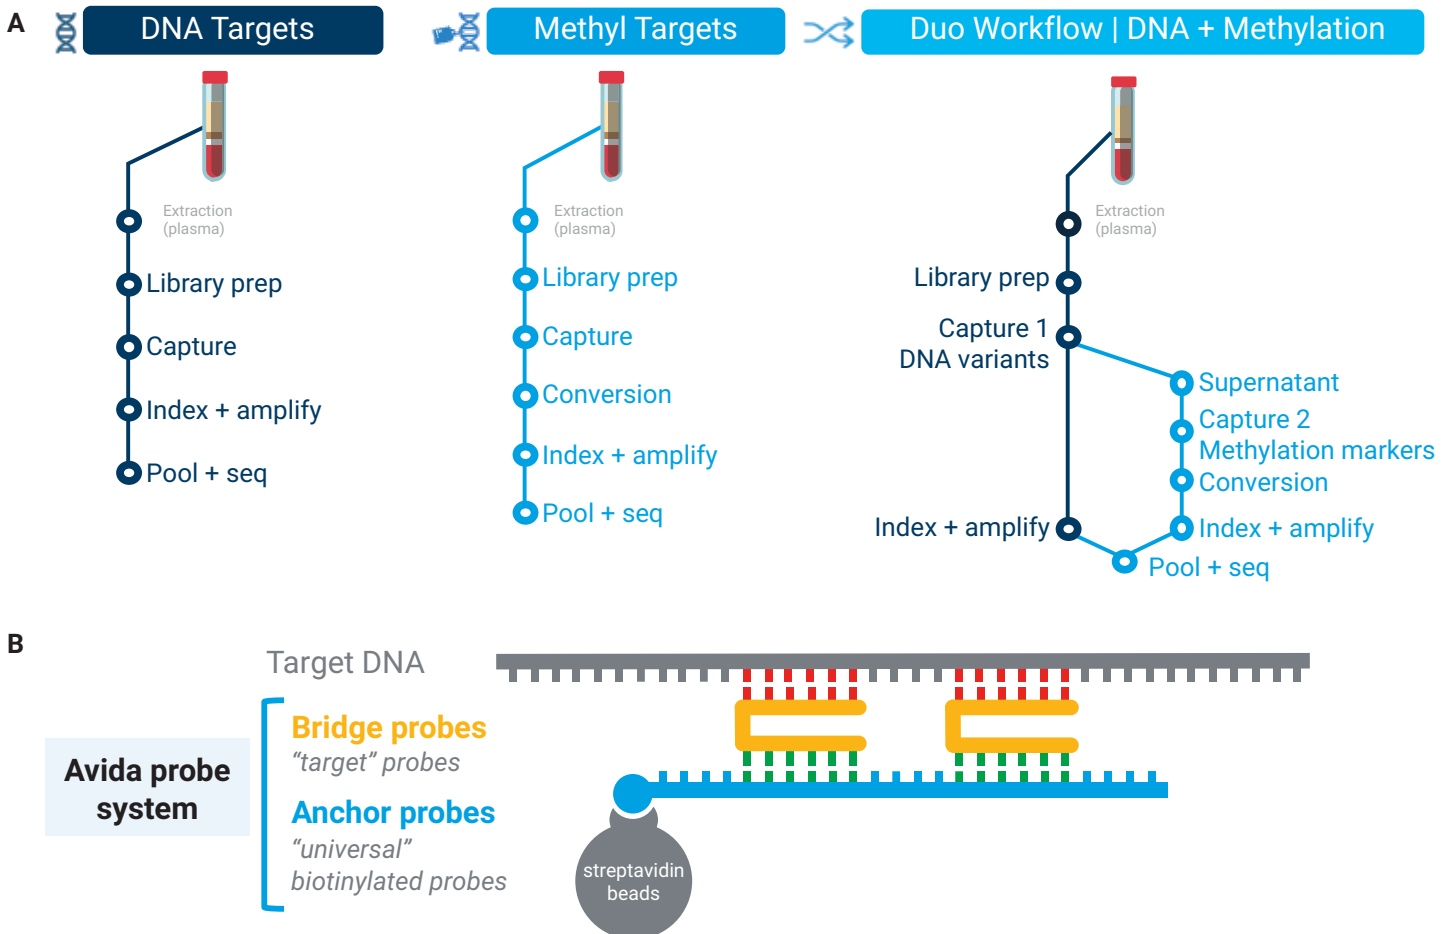 A
DNA Targets
Extraction
(plasma)
Library prep
Capture
Index + amplify
Pool + seq
Methyl Targets
Extraction
(plasma)
Library prep
Capture
Conversion
Index + amplify
Pool + seq
Duo Workflow | DNA + Methylation
Extraction
(plasma)
Library prep
Capture 1
DNA variants
Index + amplify
Supernatant
Capture 2
Methylation markers
Conversion
Index + amplify
Pool + seq
B
Target DNA
Avida probe
system
Bridge probes
“target” probes
Anchor probes
“universal”
biotinylated probes
streptavidin
beads